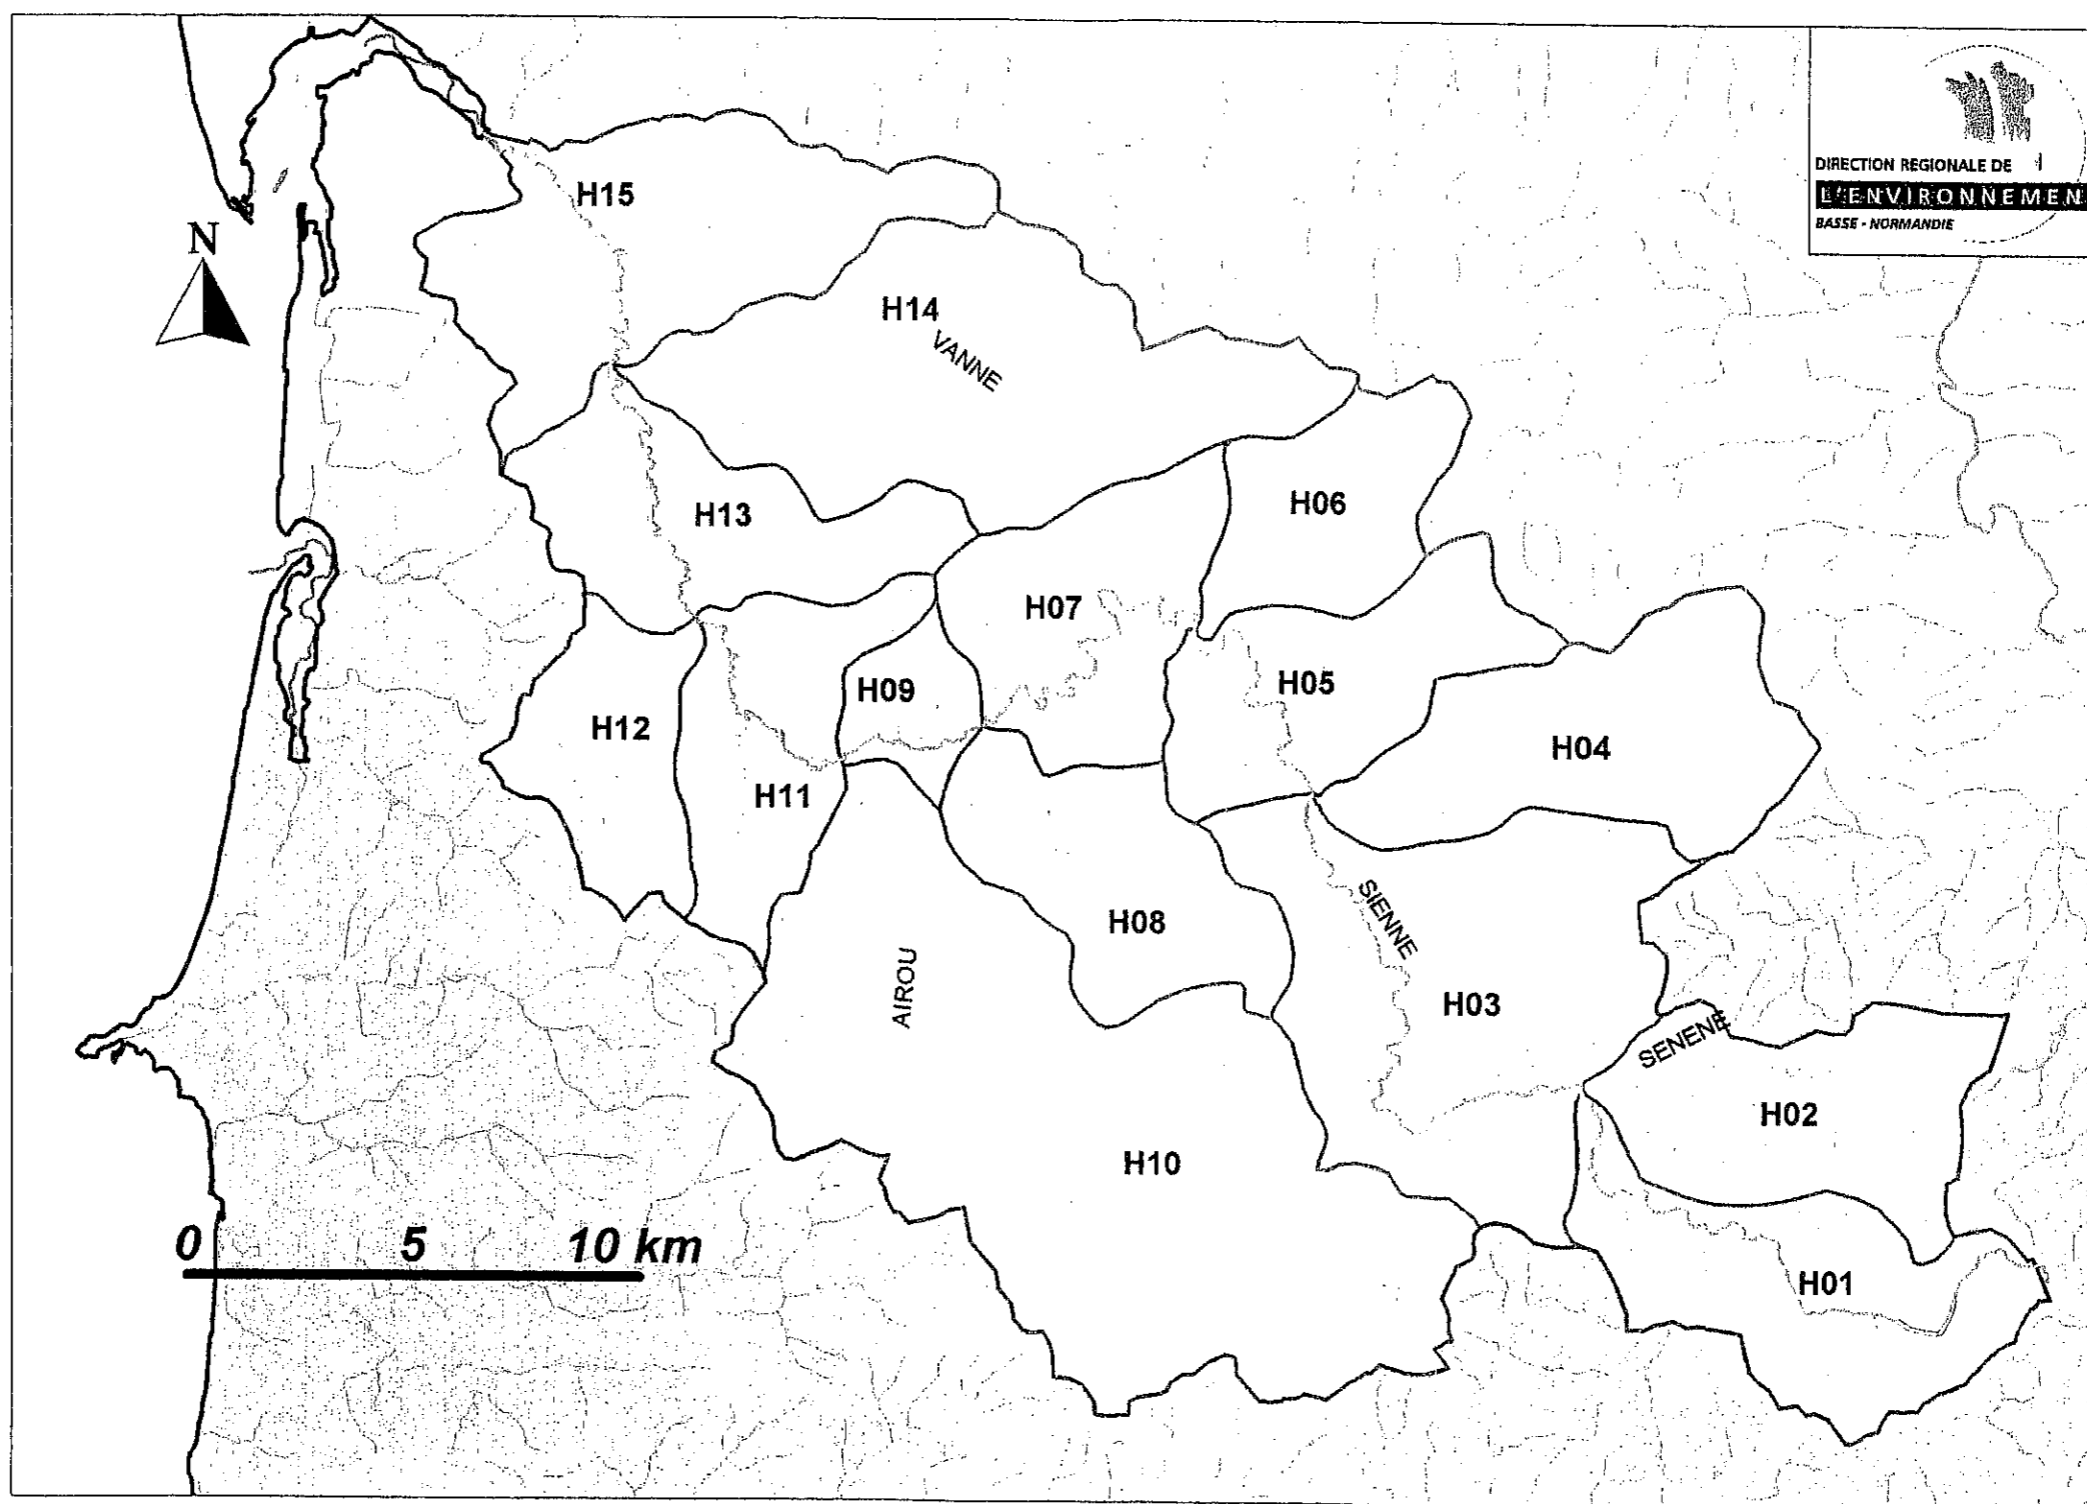 DIRECTION REGIONALE DE
L'ENVIRONNEMEN
BASSE - NORMANDIE
H15
N
H14
VANNE
H06
H13
H07
H05
H09
H12
H04
H11
SIENNE
H08
AIROU
H03
SENENE
H02
H10
0 5 10 km
H01